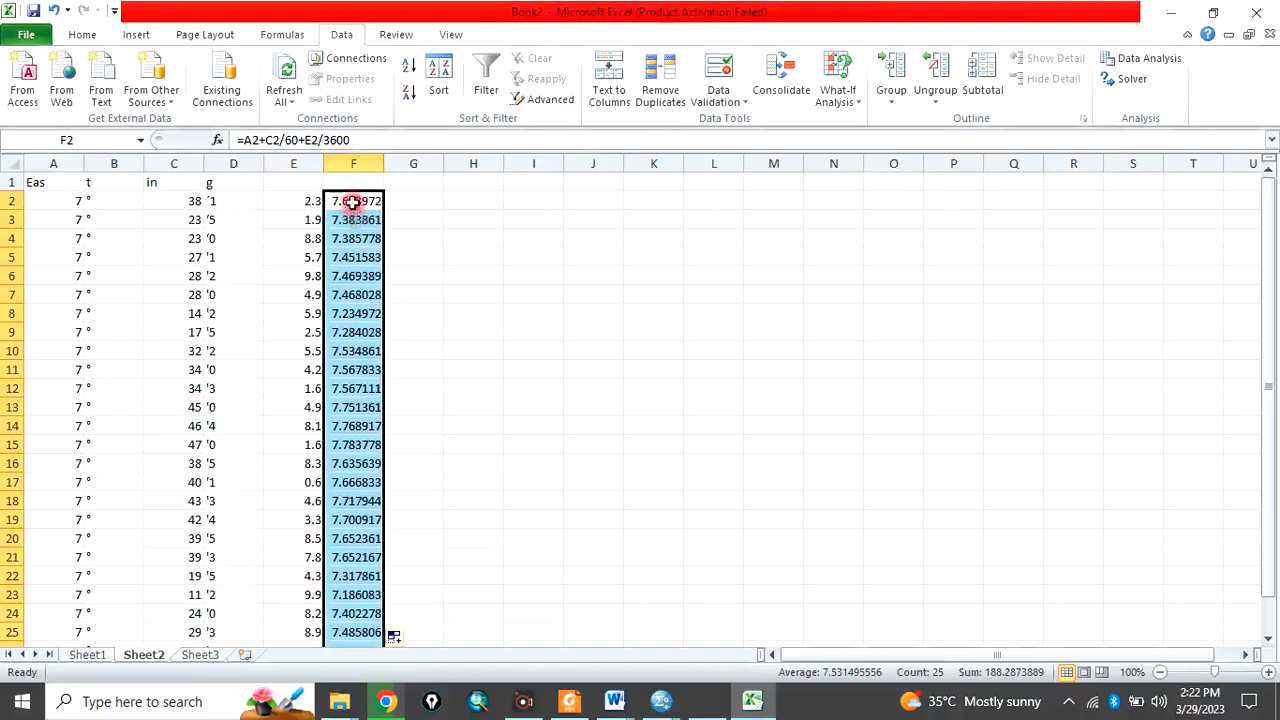 Book2 - Microsoft Excel (Product Activation Failed)
File Home Insert Page Layout Formulas Data Review View
From Access From Web From Text From Other Sources Existing Connections
Get External Data
Refresh All Connections Properties Edit Links
Connections
Sort Filter Clear Reapply Advanced
Sort & Filter
Text to Columns Remove Duplicates Data Validation Consolidate What-If Analysis
Data Tools
Group Ungroup Subtotal Show Detail Hide Detail
Outline
Data Analysis Solver
Analysis
F2 fx =A2+C2/60+E2/3600
A B C D E F G H I J K L M N O P Q R S T U
1 Eas t in g
2 7 ° 38 '1 2.3
3 7 ° 23 '5 1.9 7.383861
4 7 ° 23 '0 8.8 7.385778
5 7 ° 27 '1 5.7 7.451583
6 7 ° 28 '2 9.8 7.469389
7 7 ° 28 '0 4.9 7.468028
8 7 ° 14 '2 5.9 7.234972
9 7 ° 17 '5 2.5 7.284028
10 7 ° 32 '2 5.5 7.534861
11 7 ° 34 '0 4.2 7.567833
12 7 ° 34 '3 1.6 7.567111
13 7 ° 45 '0 4.9 7.751361
14 7 ° 46 '4 8.1 7.768917
15 7 ° 47 '0 1.6 7.783778
16 7 ° 38 '5 8.3 7.635639
17 7 ° 40 '1 0.6 7.666833
18 7 ° 43 '3 4.6 7.717944
19 7 ° 42 '4 3.3 7.700917
20 7 ° 39 '5 8.5 7.652361
21 7 ° 39 '3 7.8 7.652167
22 7 ° 19 '5 4.3 7.317861
23 7 ° 11 '2 9.9 7.186083
24 7 ° 24 '0 8.2 7.402278
25 7 ° 29 '3 8.9 7.485806
Sheet1 Sheet2 Sheet3
Ready Average: 7.531495556 Count: 25 Sum: 188.2873889 100%
Type here to search 35°C Mostly sunny 2:22 PM
3/29/2023